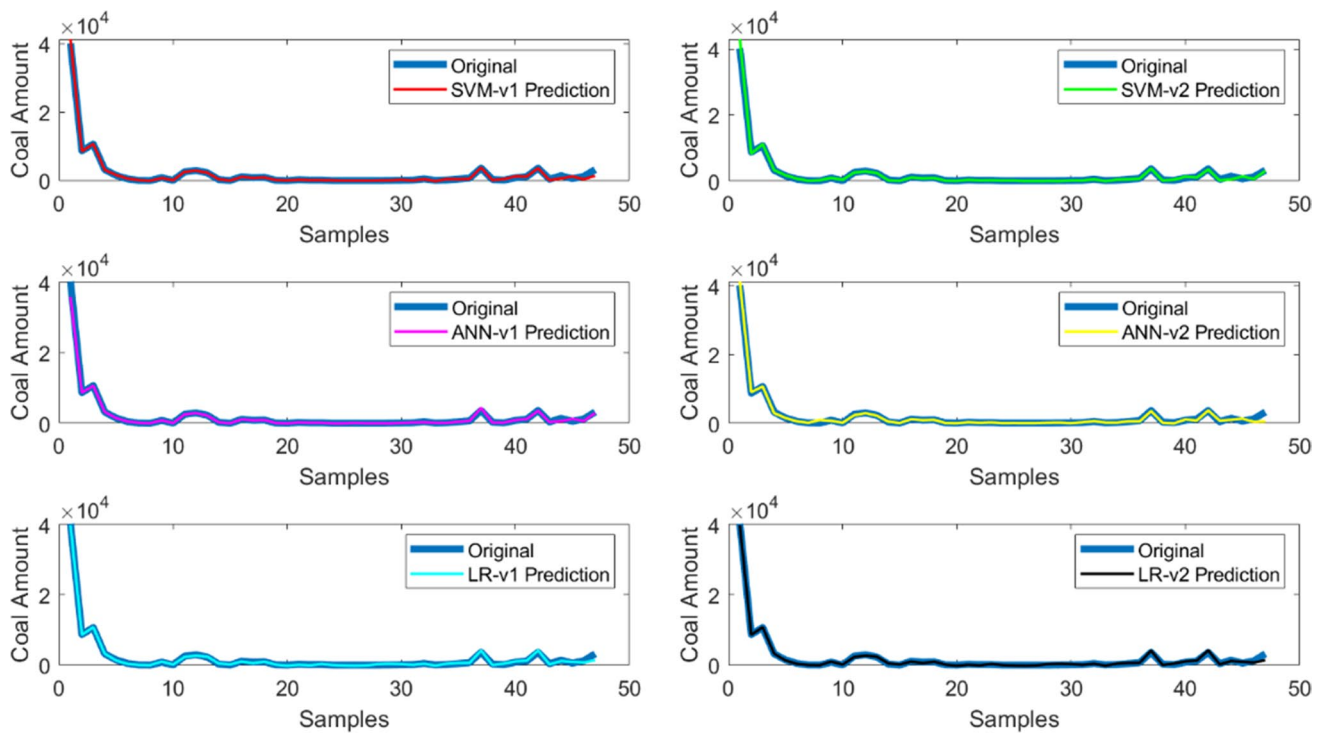 ×10⁴
4
2
0
Coal Amount
Original
SVM-v1 Prediction
0 10 20 30 40 50
Samples
×10⁴
4
2
0
Coal Amount
Original
SVM-v2 Prediction
0 10 20 30 40 50
Samples
×10⁴
4
2
0
Coal Amount
Original
ANN-v1 Prediction
0 10 20 30 40 50
Samples
×10⁴
4
2
0
Coal Amount
Original
ANN-v2 Prediction
0 10 20 30 40 50
Samples
×10⁴
4
2
0
Coal Amount
Original
LR-v1 Prediction
0 10 20 30 40 50
Samples
×10⁴
4
2
0
Coal Amount
Original
LR-v2 Prediction
0 10 20 30 40 50
Samples